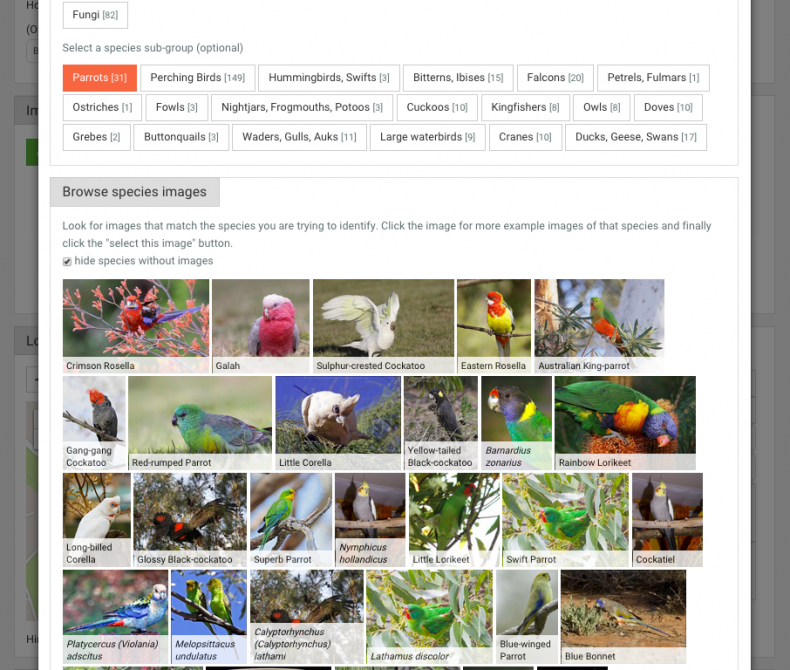 Fungi [82]
Select a species sub-group (optional)
Parrots [31] Perching Birds [149] Hummingbirds, Swifts [3] Bitterns, Ibises [15] Falcons [20] Petrels, Fulmars [1]
Ostriches [1] Fowls [3] Nightjars, Frogmouths, Potoos [3] Cuckoos [10] Kingfishers [8] Owls [8] Doves [10]
Grebes [2] Buttonquails [3] Waders, Gulls, Auks [11] Large waterbirds [9] Cranes [10] Ducks, Geese, Swans [17]
Browse species images
Look for images that match the species you are trying to identify. Click the image for more example images of that species and finally
click the "select this image" button.
hide species without images
Crimson Rosella
Galah
Sulphur-crested Cockatoo
Eastern Rosella
Australian King-parrot
Gang-gang
Cockatoo
Red-rumped Parrot
Little Corella
Yellow-tailed
Black-cockatoo
Barnardius
zonarius
Rainbow Lorikeet
Long-billed
Corella
Glossy Black-cockatoo
Superb Parrot
Nymphicus
hollandicus
Little Lorikeet
Swift Parrot
Cockatiel
Platycercus (Violania)
adscitus
Melopsittacus
undulatus
Calyptorhynchus
(Calyptorhynchus)
lathami
Lathamus discolor
Blue-winged
Parrot
Blue Bonnet